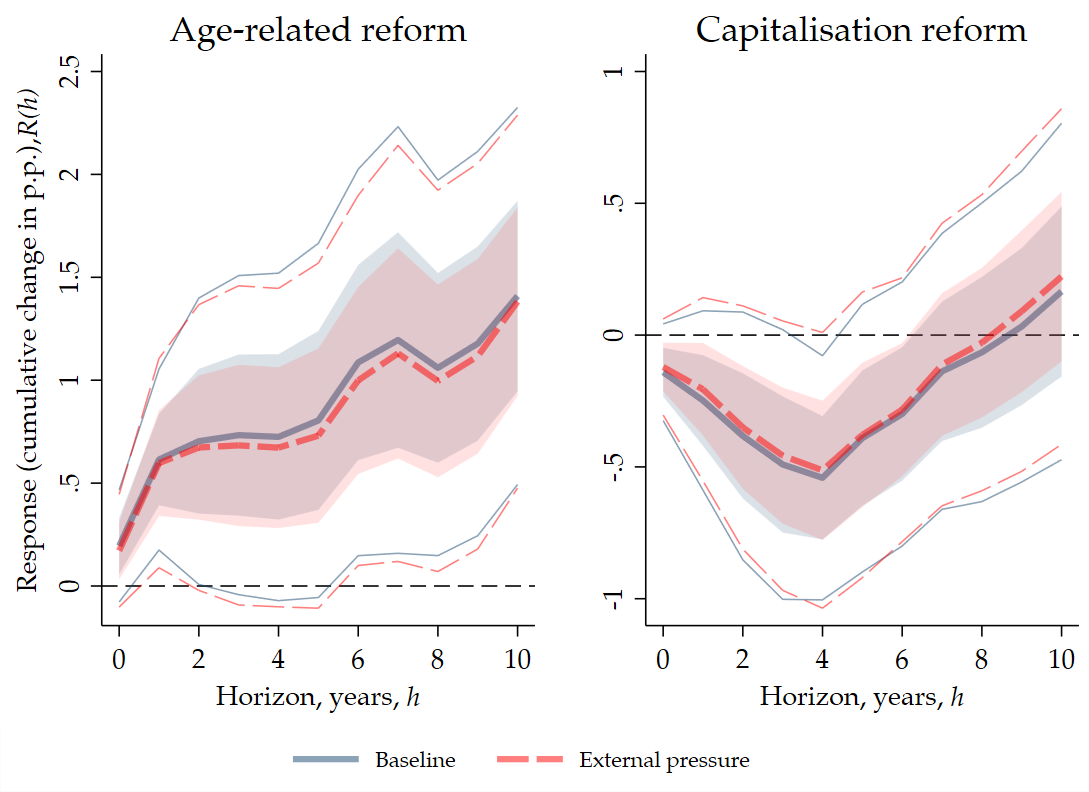 Age-related reform
Response (cumulative change in p.p.),R(h)
2.5
2
1.5
1
.5
0
0 2 4 6 8 10
Horizon, years, h
Capitalisation reform
1
.5
0
-.5
-1
0 2 4 6 8 10
Horizon, years, h
Baseline External pressure